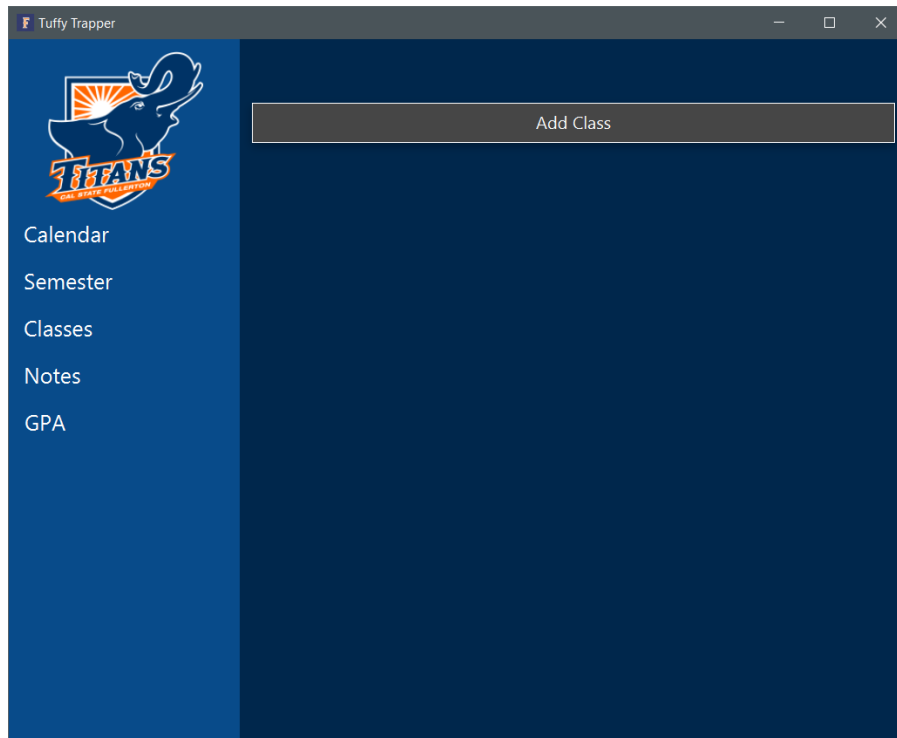 F Tuffy Trapper
TITANS
CAL STATE FULLERTON
Calendar
Semester
Classes
Notes
GPA
Add Class